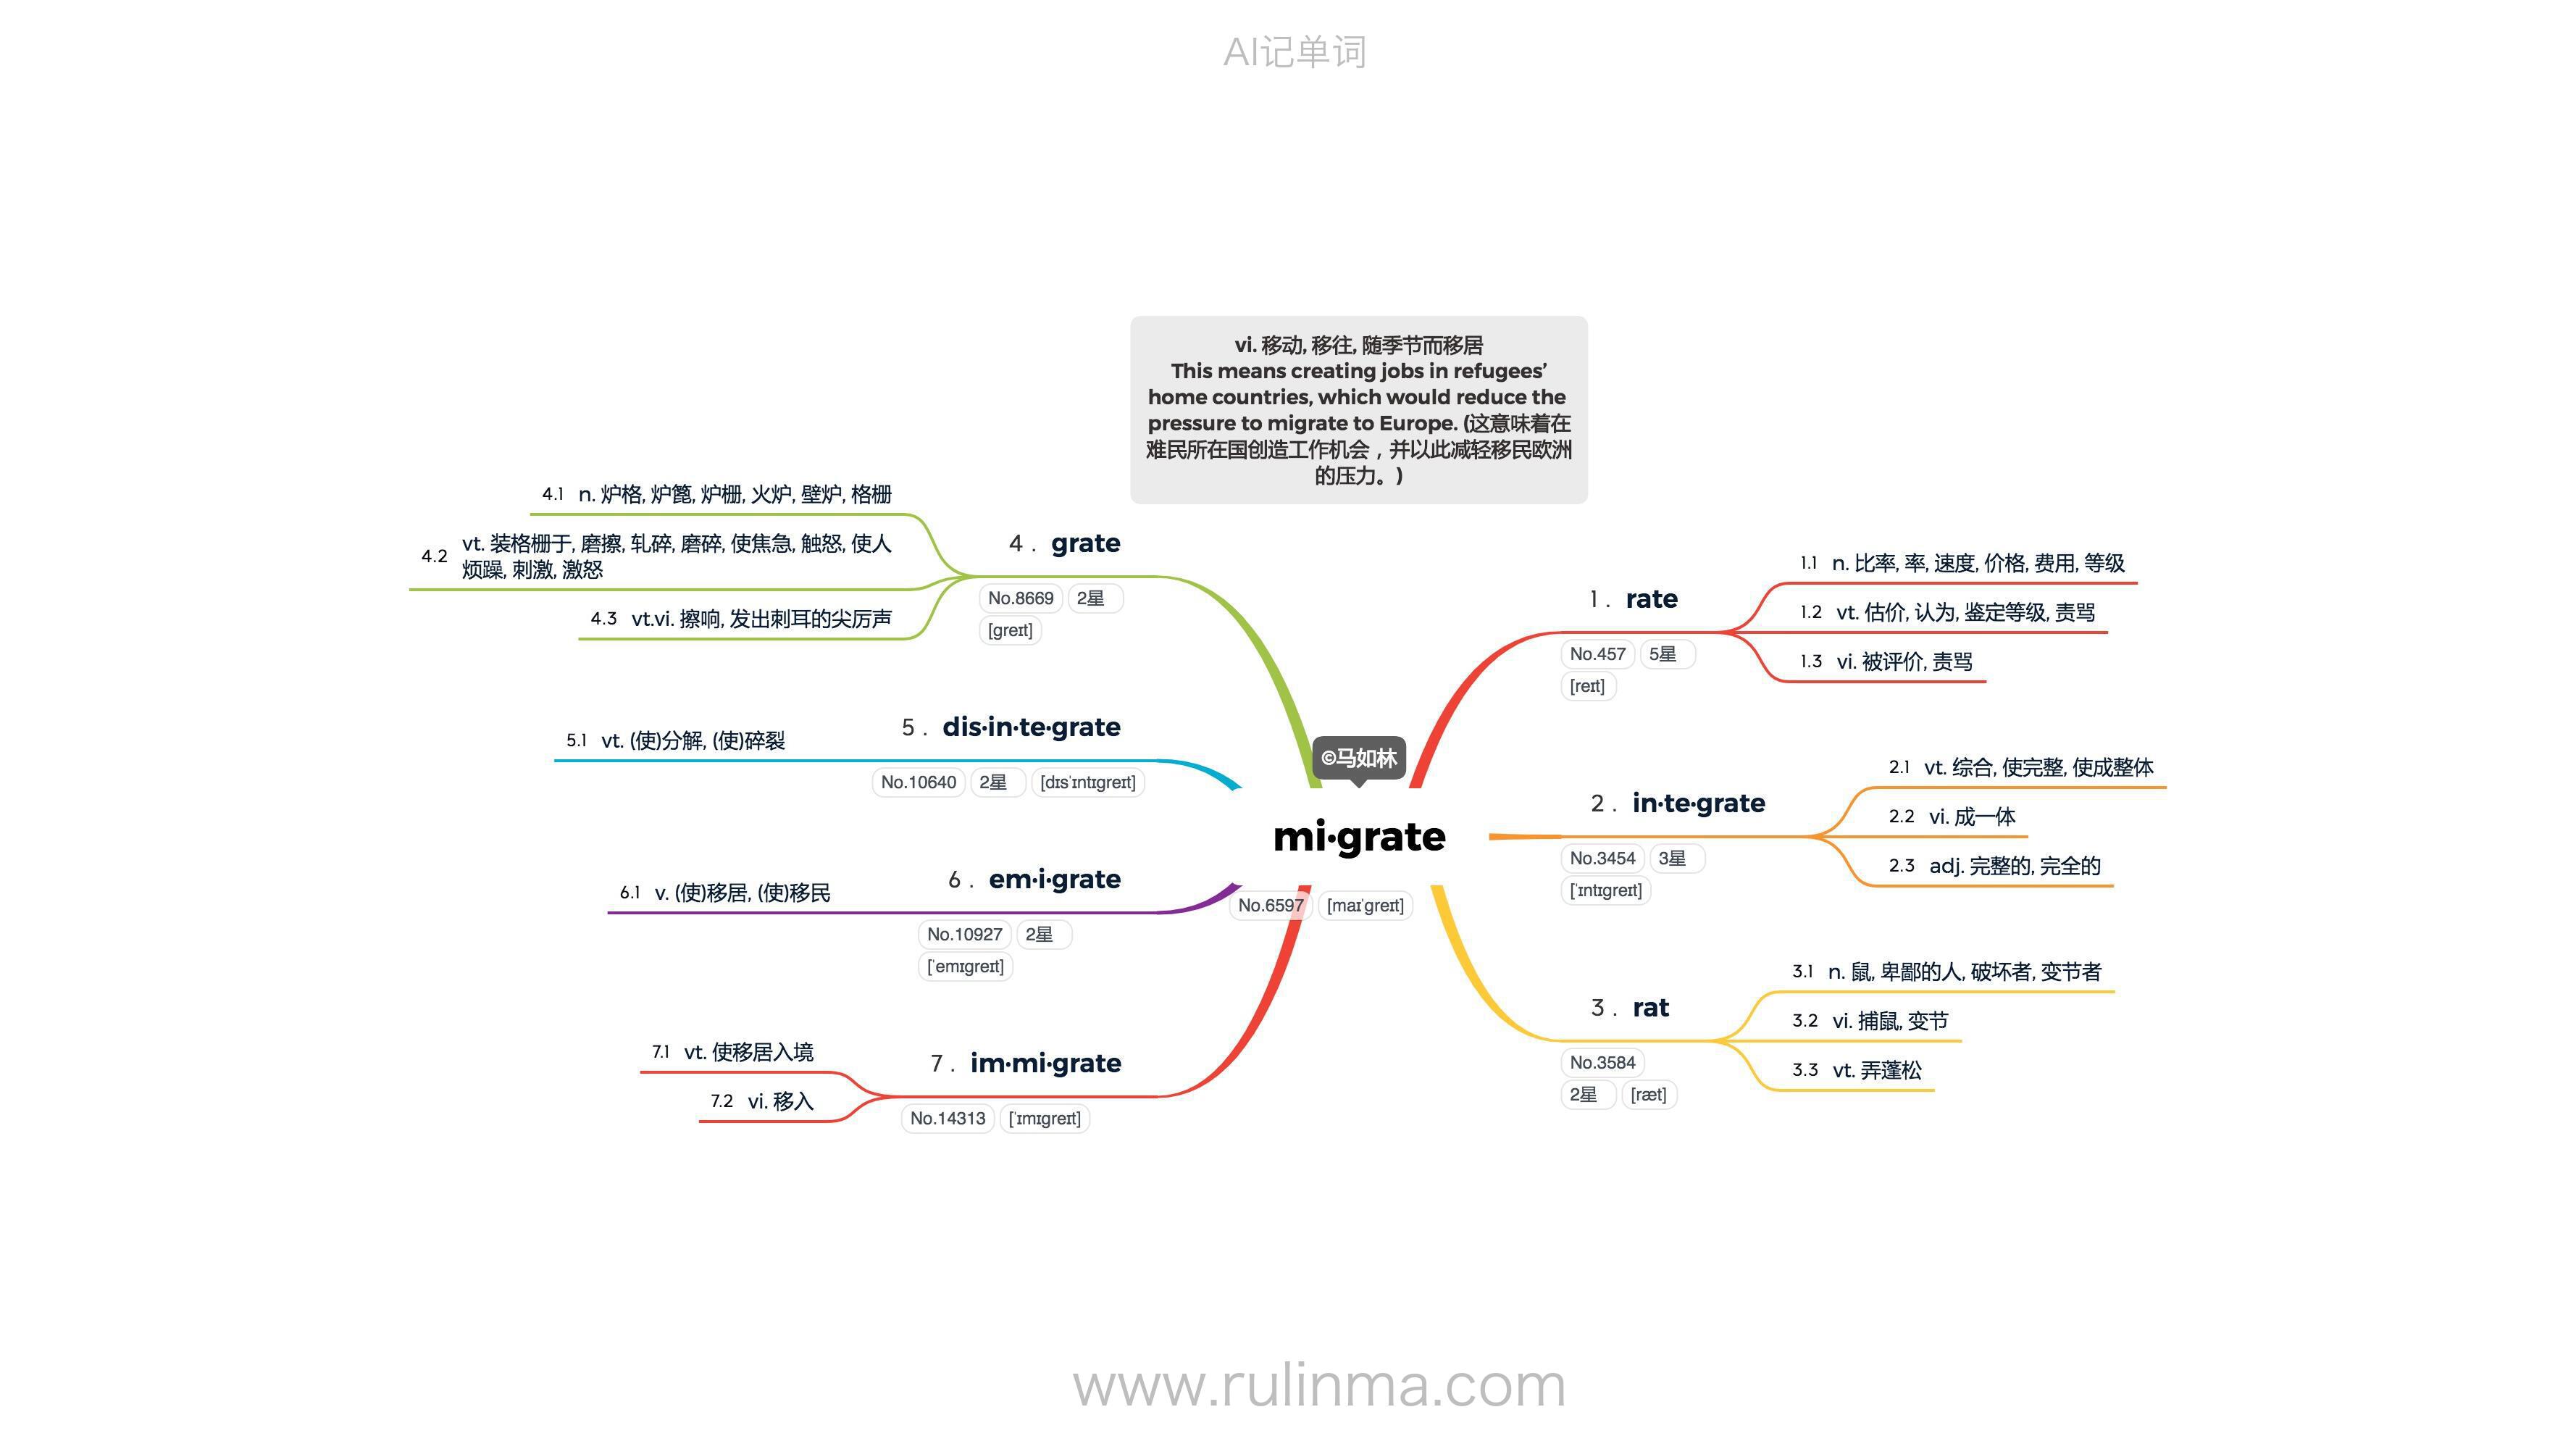 AI记单词
vi. 移动, 移往, 随季节而移居
This means creating jobs in refugees’
home countries, which would reduce the
pressure to migrate to Europe. (这意味着在
难民所在国创造工作机会，并以此减轻移民欧洲
的压力。)
©马如林
mi·grate
No.6597 [maɪˈgreɪt]
1. rate
No.457 5星
[reɪt]
1.1 n. 比率, 率, 速度, 价格, 费用, 等级
1.2 vt. 估价, 认为, 鉴定等级, 责骂
1.3 vi. 被评价, 责骂
2. in·te·grate
No.3454 3星
[ˈɪntɪgreɪt]
2.1 vt. 综合, 使完整, 使成整体
2.2 vi. 成一体
2.3 adj. 完整的, 完全的
3. rat
No.3584
2星 [ræt]
3.1 n. 鼠, 卑鄙的人, 破坏者, 变节者
3.2 vi. 捕鼠, 变节
3.3 vt. 弄蓬松
4. grate
No.8669 2星
[greɪt]
4.1 n. 炉格, 炉篦, 炉栅, 火炉, 壁炉, 格栅
4.2 vt. 装格栅于, 磨擦, 轧碎, 磨碎, 使焦急, 触怒, 使人
烦躁, 刺激, 激怒
4.3 vt.vi. 擦响, 发出刺耳的尖厉声
5. dis·in·te·grate
No.10640 2星 [dɪsˈɪntɪgreɪt]
5.1 vt. (使)分解, (使)碎裂
6. em·i·grate
No.10927 2星
[ˈemɪgreɪt]
6.1 v. (使)移居, (使)移民
7. im·mi·grate
No.14313 [ˈɪmɪgreɪt]
7.1 vt. 使移居入境
7.2 vi. 移入
www.rulinma.com